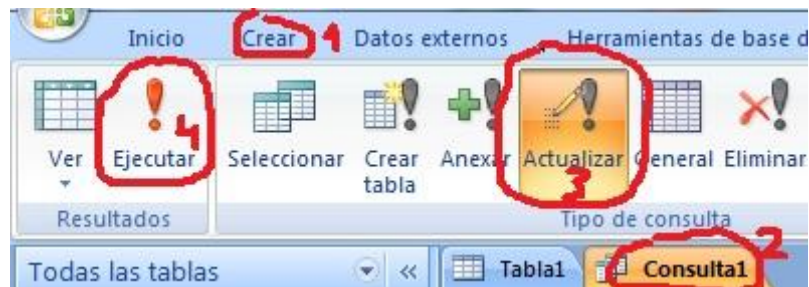 Inicio Crear 1 Datos externos Herramientas de base d
4
Ver Ejecutar Seleccionar Crear tabla Anexar Actualizar General Eliminar
3
Resultados Tipo de consulta
2
Todas las tablas « Tabla1 Consulta1